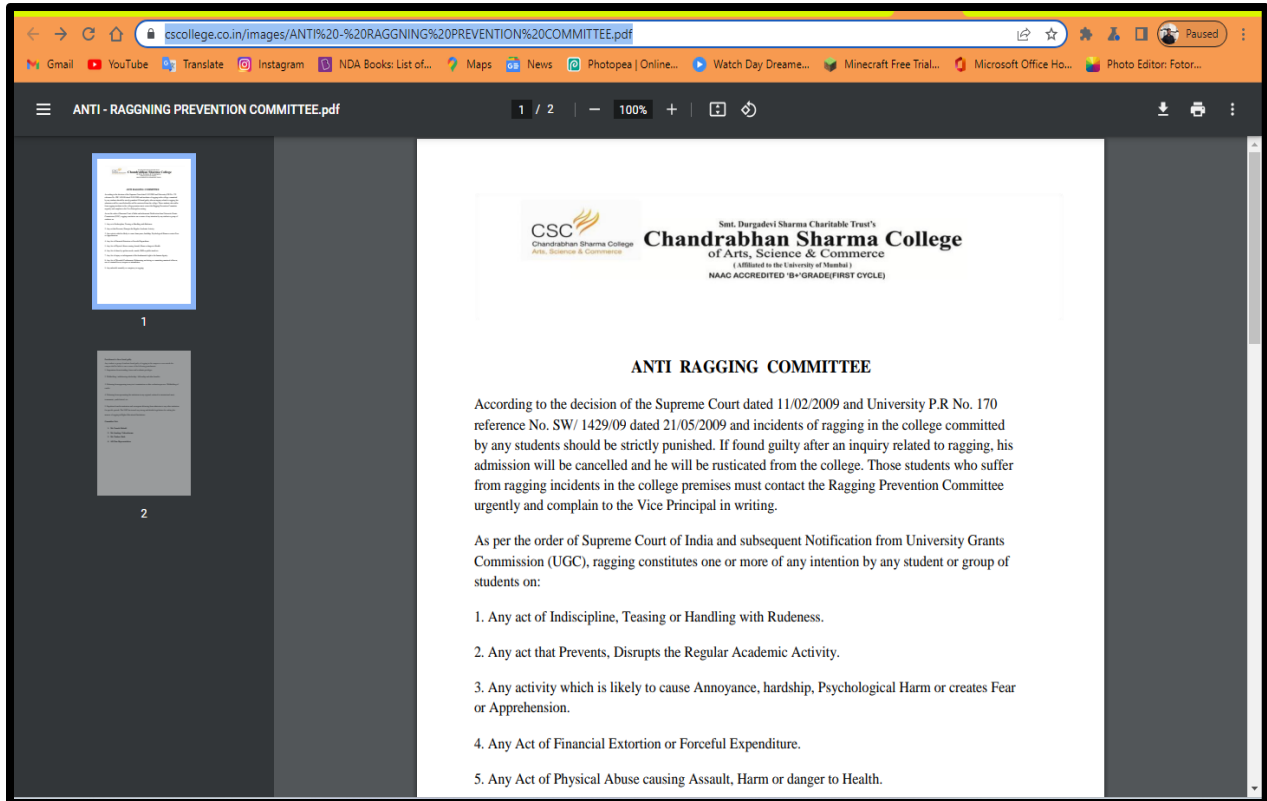 cscollege.co.in/images/ANTI%20-%20RAGGNING%20PREVENTION%20COMMITTEE.pdf
Paused
Gmail YouTube Translate Instagram NDA Books: List of... Maps News Photopea | Online... Watch Day Dreame... Minecraft Free Trial... Microsoft Office Ho... Photo Editor: Fotor...
ANTI - RAGGNING PREVENTION COMMITTEE.pdf
1 / 2
100%
1
2
CSC
Chandrabhan Sharma College
Arts, Science & Commerce
Smt. Durgadevi Sharma Charitable Trust's
Chandrabhan Sharma College
of Arts, Science & Commerce
( Affiliated to the University of Mumbai )
NAAC ACCREDITED 'B+'GRADE(FIRST CYCLE)
ANTI RAGGING COMMITTEE
According to the decision of the Supreme Court dated 11/02/2009 and University P.R No. 170
reference No. SW/ 1429/09 dated 21/05/2009 and incidents of ragging in the college committed
by any students should be strictly punished. If found guilty after an inquiry related to ragging, his
admission will be cancelled and he will be rusticated from the college. Those students who suffer
from ragging incidents in the college premises must contact the Ragging Prevention Committee
urgently and complain to the Vice Principal in writing.
As per the order of Supreme Court of India and subsequent Notification from University Grants
Commission (UGC), ragging constitutes one or more of any intention by any student or group of
students on:
1. Any act of Indiscipline, Teasing or Handling with Rudeness.
2. Any act that Prevents, Disrupts the Regular Academic Activity.
3. Any activity which is likely to cause Annoyance, hardship, Psychological Harm or creates Fear
or Apprehension.
4. Any Act of Financial Extortion or Forceful Expenditure.
5. Any Act of Physical Abuse causing Assault, Harm or danger to Health.